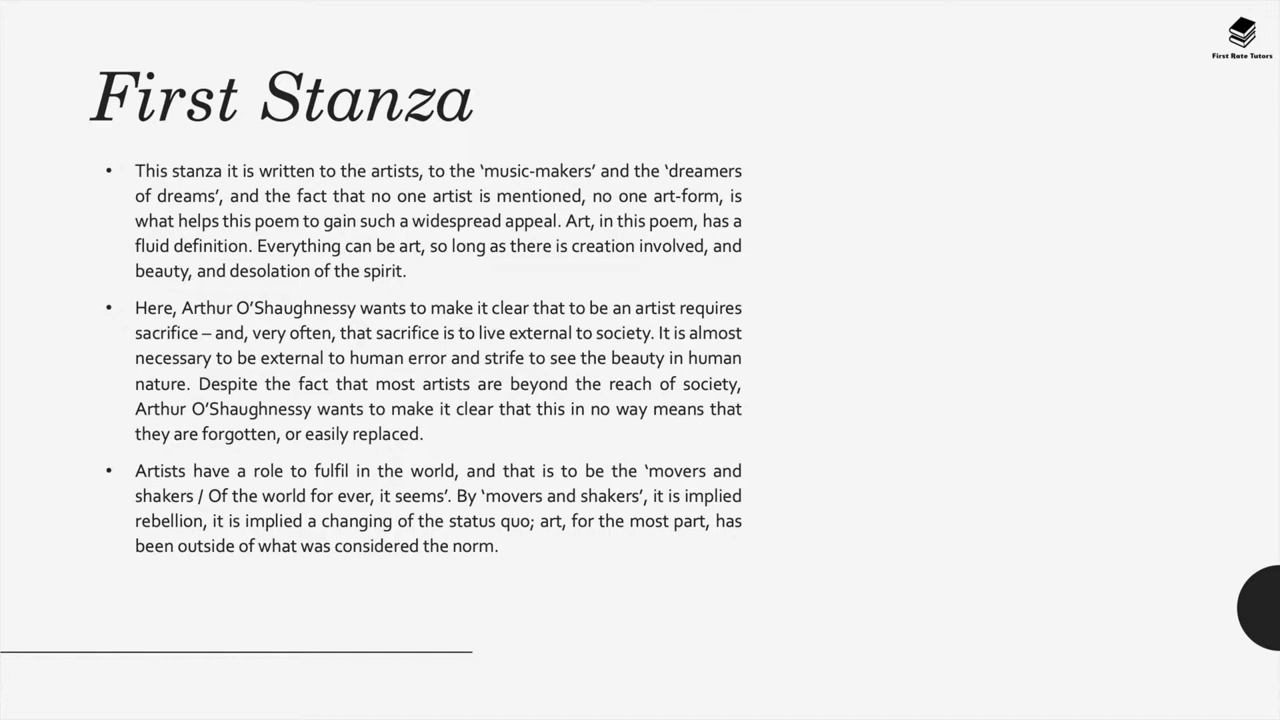 First Rate Tutors
First Stanza
• This stanza it is written to the artists, to the ‘music-makers’ and the ‘dreamers
of dreams’, and the fact that no one artist is mentioned, no one art-form, is
what helps this poem to gain such a widespread appeal. Art, in this poem, has a
fluid definition. Everything can be art, so long as there is creation involved, and
beauty, and desolation of the spirit.
• Here, Arthur O’Shaughnessy wants to make it clear that to be an artist requires
sacrifice – and, very often, that sacrifice is to live external to society. It is almost
necessary to be external to human error and strife to see the beauty in human
nature. Despite the fact that most artists are beyond the reach of society,
Arthur O’Shaughnessy wants to make it clear that this in no way means that
they are forgotten, or easily replaced.
• Artists have a role to fulfil in the world, and that is to be the ‘movers and
shakers / Of the world for ever, it seems’. By ‘movers and shakers’, it is implied
rebellion, it is implied a changing of the status quo; art, for the most part, has
been outside of what was considered the norm.